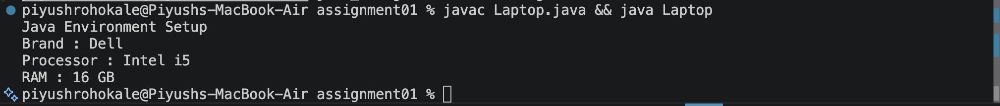 piyushrohokale@Piyushs-MacBook-Air assignment01 % javac Laptop.java && java Laptop
Java Environment Setup
Brand : Dell
Processor : Intel i5
RAM : 16 GB
piyushrohokale@Piyushs-MacBook-Air assignment01 %